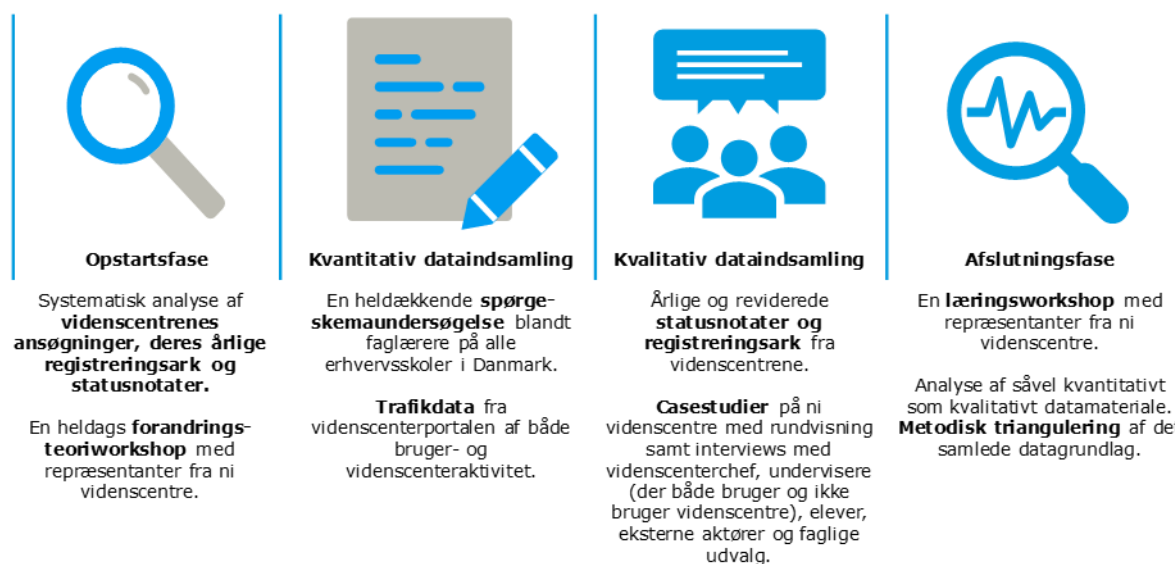 Opstartsfase
Systematisk analyse af
videnscentrenes
ansøgninger, deres årlige
registreringsark og
statusnotater.
En heldags forandrings-
teoriworkshop med
repræsentanter fra ni
videnscentre.
Kvantitativ dataindsamling
En heldækkende spørge-
skemaundersøgelse blandt
faglærere på alle
erhvervsskoler i Danmark.
Trafikdata fra
videnscenterportalen af både
bruger- og
videnscenteraktivitet.
Kvalitativ dataindsamling
Årlige og reviderede
statusnotater og
registreringsark fra
videnscentrene.
Casestudier på ni
videnscentre med rundvisning
samt interviews med
videnscenterchef, undervisere
(der både bruger og ikke
bruger videnscentre), elever,
eksterne aktører og faglige
udvalg.
Afslutningsfase
En læringsworkshop med
repræsentanter fra ni
videnscentre.
Analyse af såvel kvantitativt
som kvalitativt datamateriale.
Metodisk triangulering af
samlede datagrundlag.